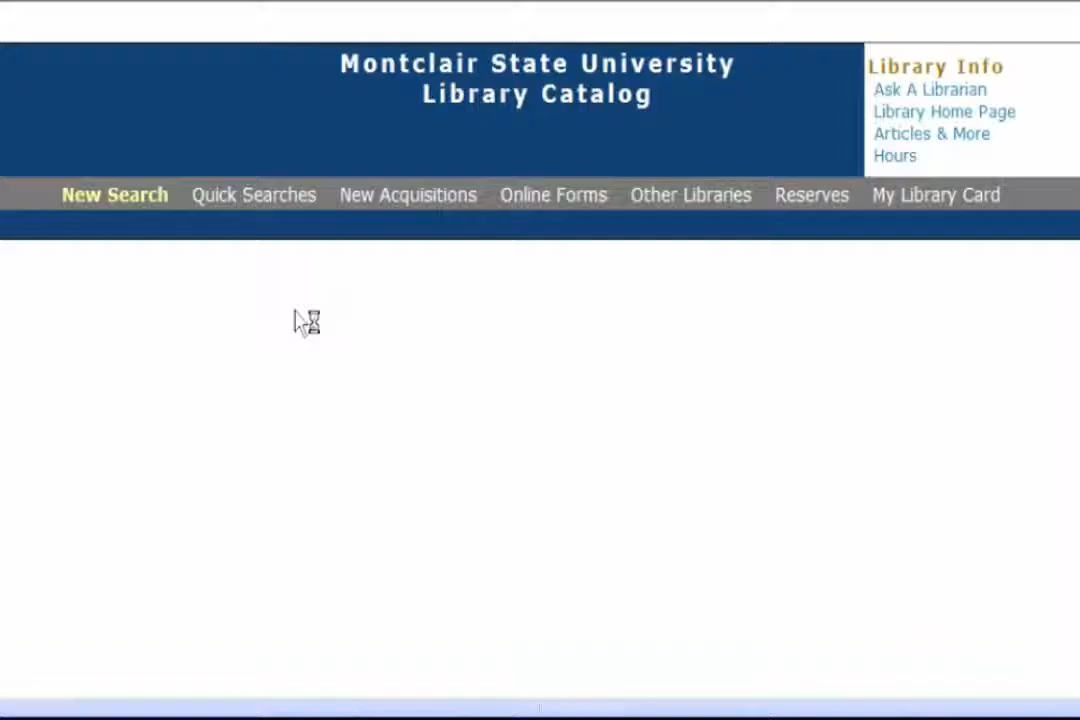 Montclair State University
Library Catalog
Library Info
Ask A Librarian
Library Home Page
Articles & More
Hours
New Search Quick Searches New Acquisitions Online Forms Other Libraries Reserves My Library Card